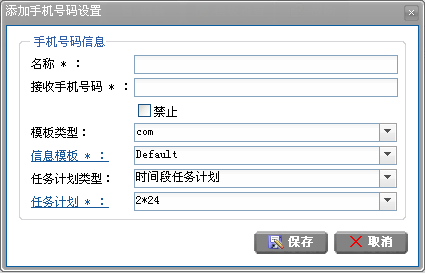 添加手机号码设置
手机号码信息
名称 * :
接收手机号码 * :
禁止
模板类型: com
信息模板 * : Default
任务计划类型: 时间段任务计划
任务计划 * : 2*24
保存 取消